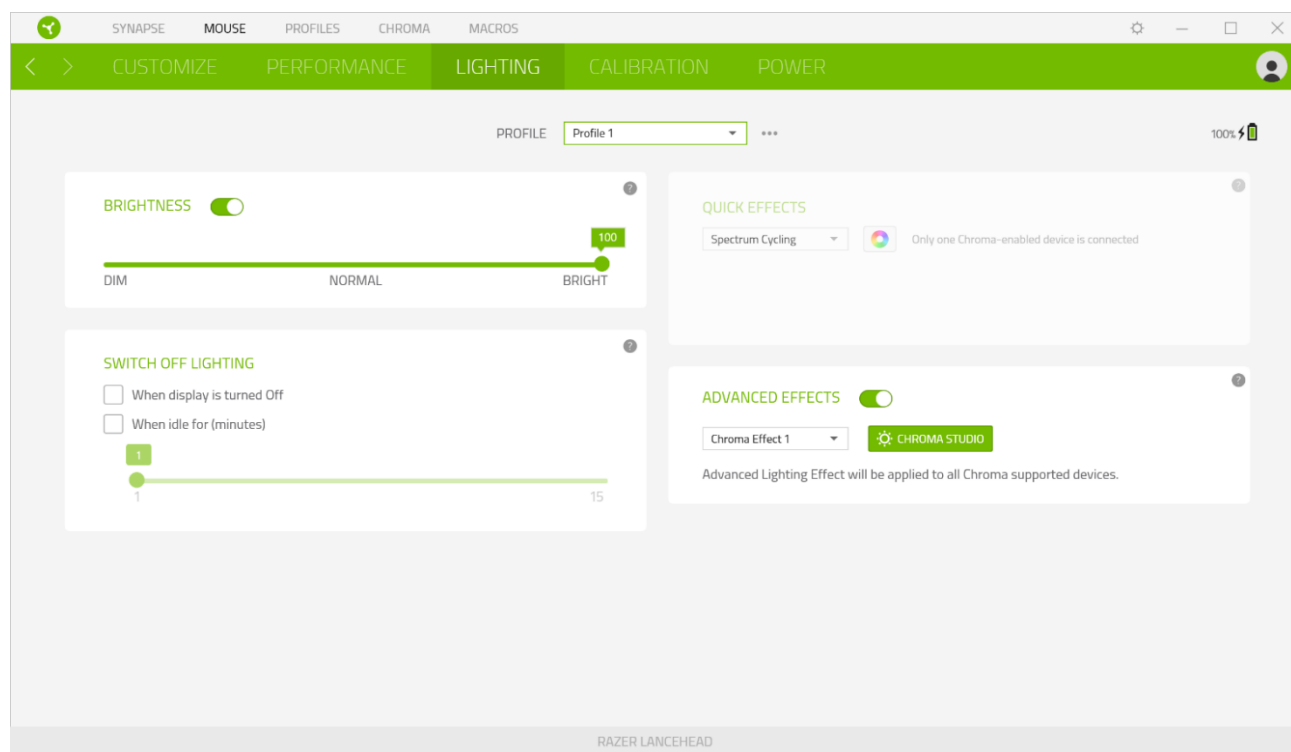 SYNAPSE MOUSE PROFILES CHROMA MACROS
CUSTOMIZE PERFORMANCE LIGHTING CALIBRATION POWER
PROFILE Profile 1 100%
BRIGHTNESS
100
DIM NORMAL BRIGHT
SWITCH OFF LIGHTING
When display is turned Off
When idle for (minutes)
1
1 15
QUICK EFFECTS
Spectrum Cycling Only one Chroma-enabled device is connected
ADVANCED EFFECTS
Chroma Effect 1 CHROMA STUDIO
Advanced Lighting Effect will be applied to all Chroma supported devices.
RAZER LANCEHEAD